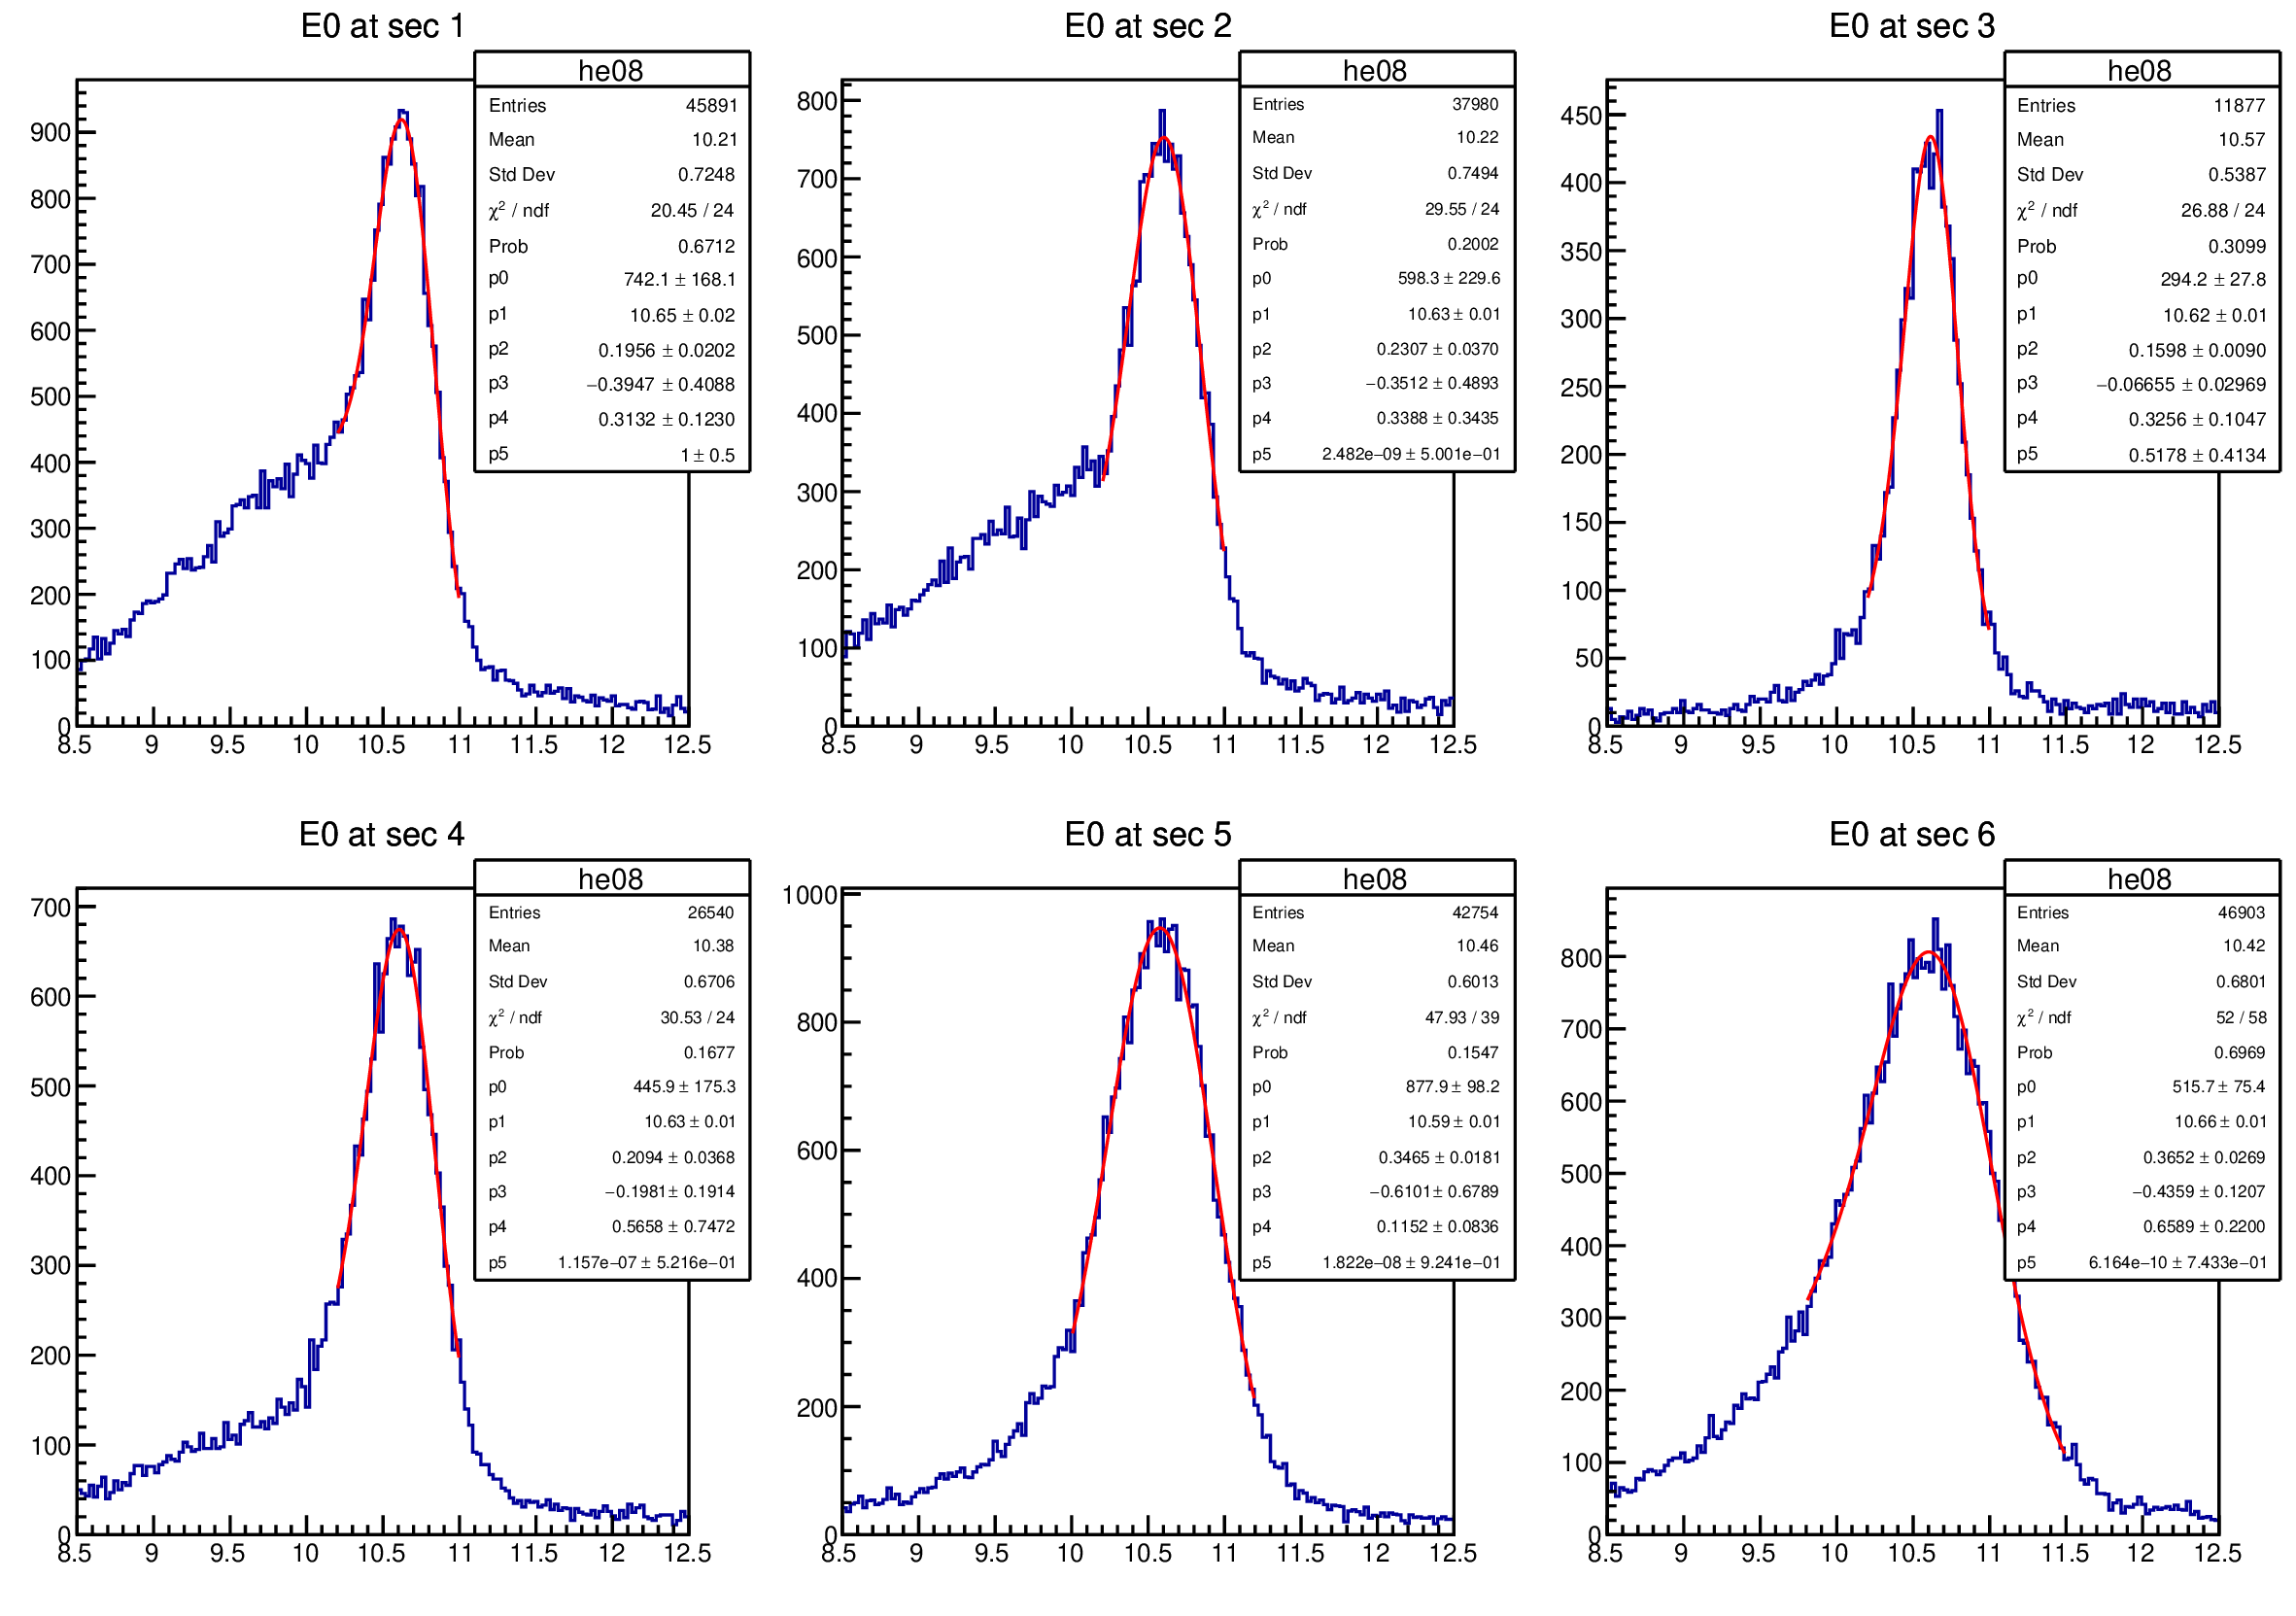 E0 at sec 1
he08
Entries 45891
Mean 10.21
Std Dev 0.7248
χ² / ndf 20.45 / 24
Prob 0.6712
p0 742.1 ± 168.1
p1 10.65 ± 0.02
p2 0.1956 ± 0.0202
p3 −0.3947 ± 0.4088
p4 0.3132 ± 0.1230
p5 1 ± 0.5
900
800
700
600
500
400
300
200
100
0
8.5 9 9.5 10 10.5 11 11.5 12 12.5
E0 at sec 2
he08
Entries 37980
Mean 10.22
Std Dev 0.7494
χ² / ndf 29.55 / 24
Prob 0.2002
p0 598.3 ± 229.6
p1 10.63 ± 0.01
p2 0.2307 ± 0.0370
p3 −0.3512 ± 0.4893
p4 0.3388 ± 0.3435
p5 2.482e−09 ± 5.001e−01
800
700
600
500
400
300
200
100
0
8.5 9 9.5 10 10.5 11 11.5 12 12.5
E0 at sec 3
he08
Entries 11877
Mean 10.57
Std Dev 0.5387
χ² / ndf 26.88 / 24
Prob 0.3099
p0 294.2 ± 27.8
p1 10.62 ± 0.01
p2 0.1598 ± 0.0090
p3 −0.06655 ± 0.02969
p4 0.3256 ± 0.1047
p5 0.5178 ± 0.4134
450
400
350
300
250
200
150
100
50
0
8.5 9 9.5 10 10.5 11 11.5 12 12.5
E0 at sec 4
he08
Entries 26540
Mean 10.38
Std Dev 0.6706
χ² / ndf 30.53 / 24
Prob 0.1677
p0 445.9 ± 175.3
p1 10.63 ± 0.01
p2 0.2094 ± 0.0368
p3 −0.1981 ± 0.1914
p4 0.5658 ± 0.7472
p5 1.157e−07 ± 5.216e−01
700
600
500
400
300
200
100
0
8.5 9 9.5 10 10.5 11 11.5 12 12.5
E0 at sec 5
he08
Entries 42754
Mean 10.46
Std Dev 0.6013
χ² / ndf 47.93 / 39
Prob 0.1547
p0 877.9 ± 98.2
p1 10.59 ± 0.01
p2 0.3465 ± 0.0181
p3 −0.6101 ± 0.6789
p4 0.1152 ± 0.0836
p5 1.822e−08 ± 9.241e−01
1000
800
600
400
200
0
8.5 9 9.5 10 10.5 11 11.5 12 12.5
E0 at sec 6
he08
Entries 46903
Mean 10.42
Std Dev 0.6801
χ² / ndf 52 / 58
Prob 0.6969
p0 515.7 ± 75.4
p1 10.66 ± 0.01
p2 0.3652 ± 0.0269
p3 −0.4359 ± 0.1207
p4 0.6589 ± 0.2200
p5 6.164e−10 ± 7.433e−01
800
700
600
500
400
300
200
100
0
8.5 9 9.5 10 10.5 11 11.5 12 12.5